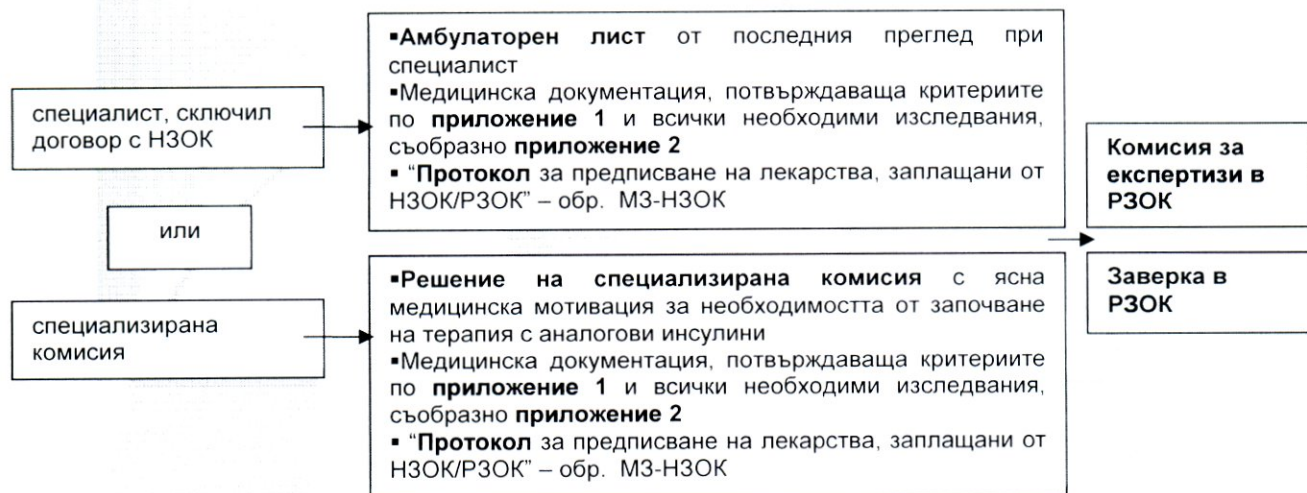 специалист, сключил
договор с НЗОК
или
специализирана
комисия
▪Амбулаторен лист от последния преглед при
специалист
▪Медицинска документация, потвърждаваща критериите
по приложение 1 и всички необходими изследвания,
съобразно приложение 2
▪ “Протокол за предписване на лекарства, заплащани от
НЗОК/РЗОК” – обр. МЗ-НЗОК
▪Решение на специализирана комисия с ясна
медицинска мотивация за необходимостта от започване
на терапия с аналогови инсулини
▪Медицинска документация, потвърждаваща критериите
по приложение 1 и всички необходими изследвания,
съобразно приложение 2
▪ “Протокол за предписване на лекарства, заплащани от
НЗОК/РЗОК” – обр. МЗ-НЗОК
Комисия за
експертизи в
РЗОК
Заверка в
РЗОК